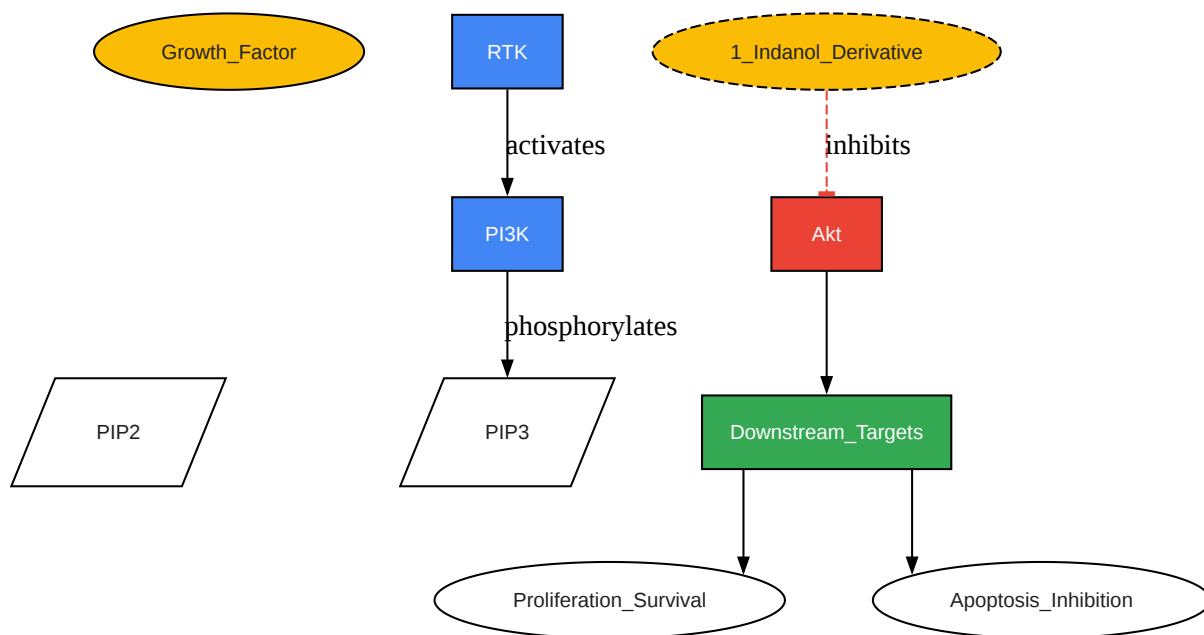 Growth_Factor
RTK
1_Indanol_Derivative
activates
inhibits
PI3K
Akt
phosphorylates
PIP2
PIP3
Downstream_Targets
Proliferation_Survival
Apoptosis_Inhibition